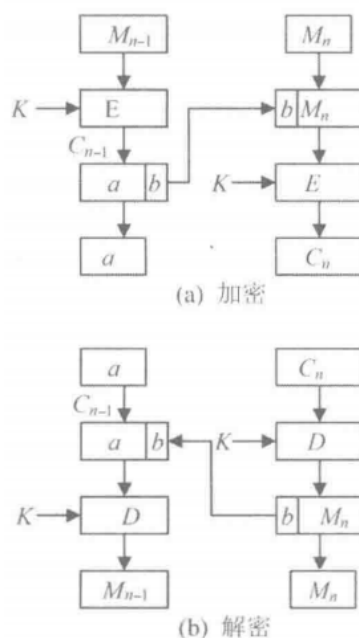 M_{n-1} M_n
K E b M_n
C_{n-1}
a b K E
a C_n
(a) 加密
a C_n
C_{n-1}
a b K D
K D b M_n
M_{n-1} M_n
(b) 解密